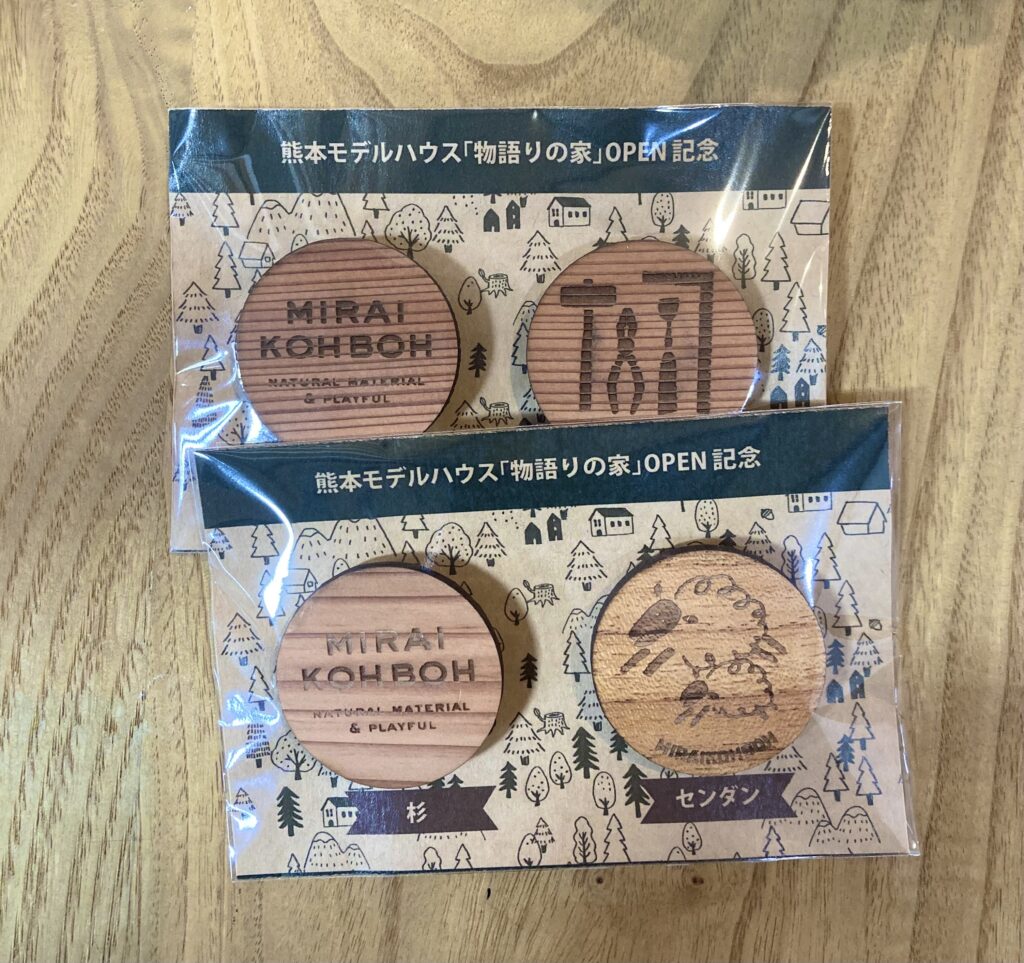 熊本モデルハウス「物語りの家」OPEN 記念
MIRAI
KOHBOH
NATURAL MATERIAL
& PLAYFUL
熊本モデルハウス「物語りの家」OPEN 記念
MIRAI
KOHBOH
NATURAL MATERIAL
& PLAYFUL
MIRAIKOHBOH
杉
センダン